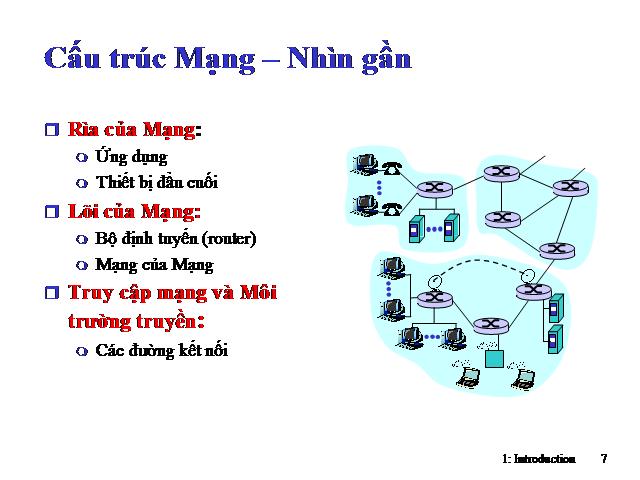 Cấu trúc Mạng – Nhìn gần
Rìa của Mạng:
Ứng dụng
Thiết bị đầu cuối
Lõi của Mạng:
Bộ định tuyến (router)
Mạng của Mạng
Truy cập mạng và Môi
trường truyền:
Các đường kết nối
1: Introduction
7